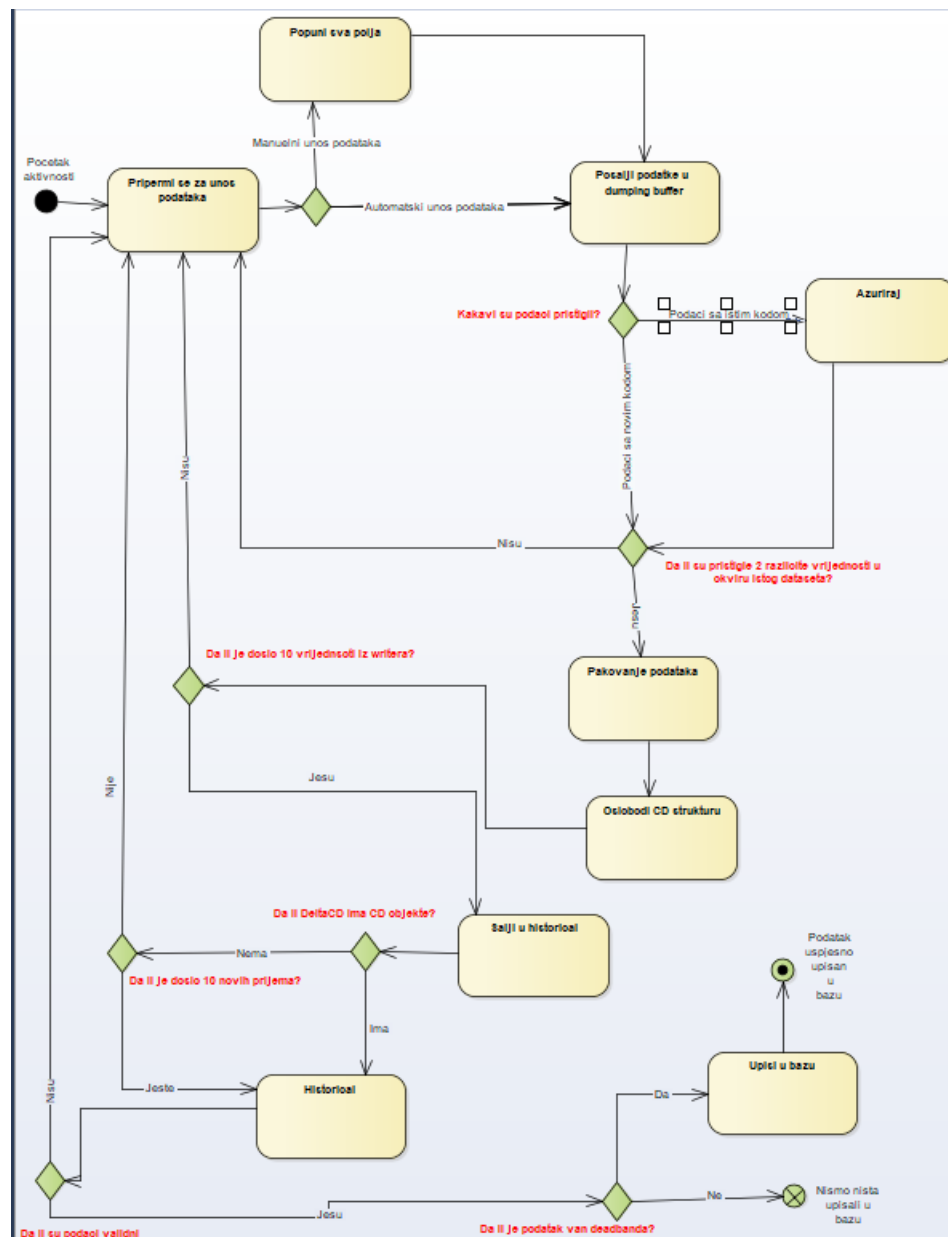 Popuni sva polja
Manuelni unos podataka
Pocetak
aktivnosti
Pripermi se za unos
podataka
Automatski unos podataka
Posalji podatke u
dumping buffer
Kakavi su podaci pristigli?
Podaci sa istim kodom
Azuriraj
Podaci sa novim kodom
Nisu
Nisu
Da li su pristigle 2 razlicite vrijednosti u
okviru istog dataseta?
Jesu
Da li je doslo 10 vrijednsoti iz writera?
Pakovanje podataka
Jesu
Oslobodi CD strukturu
Nije
Da li DeltaCD ima CD objekte?
Salji u historical
Nema
Da li je doslo 10 novih prijema?
Ima
Podatak
uspjesno
upisan
u
bazu
Upisi u bazu
Historical
Jeste
Nisu
Da
Jesu
Ne
Nismo nista
upisali u
bazu
Da li su podaci validni
Da li je podatak van deadbanda?